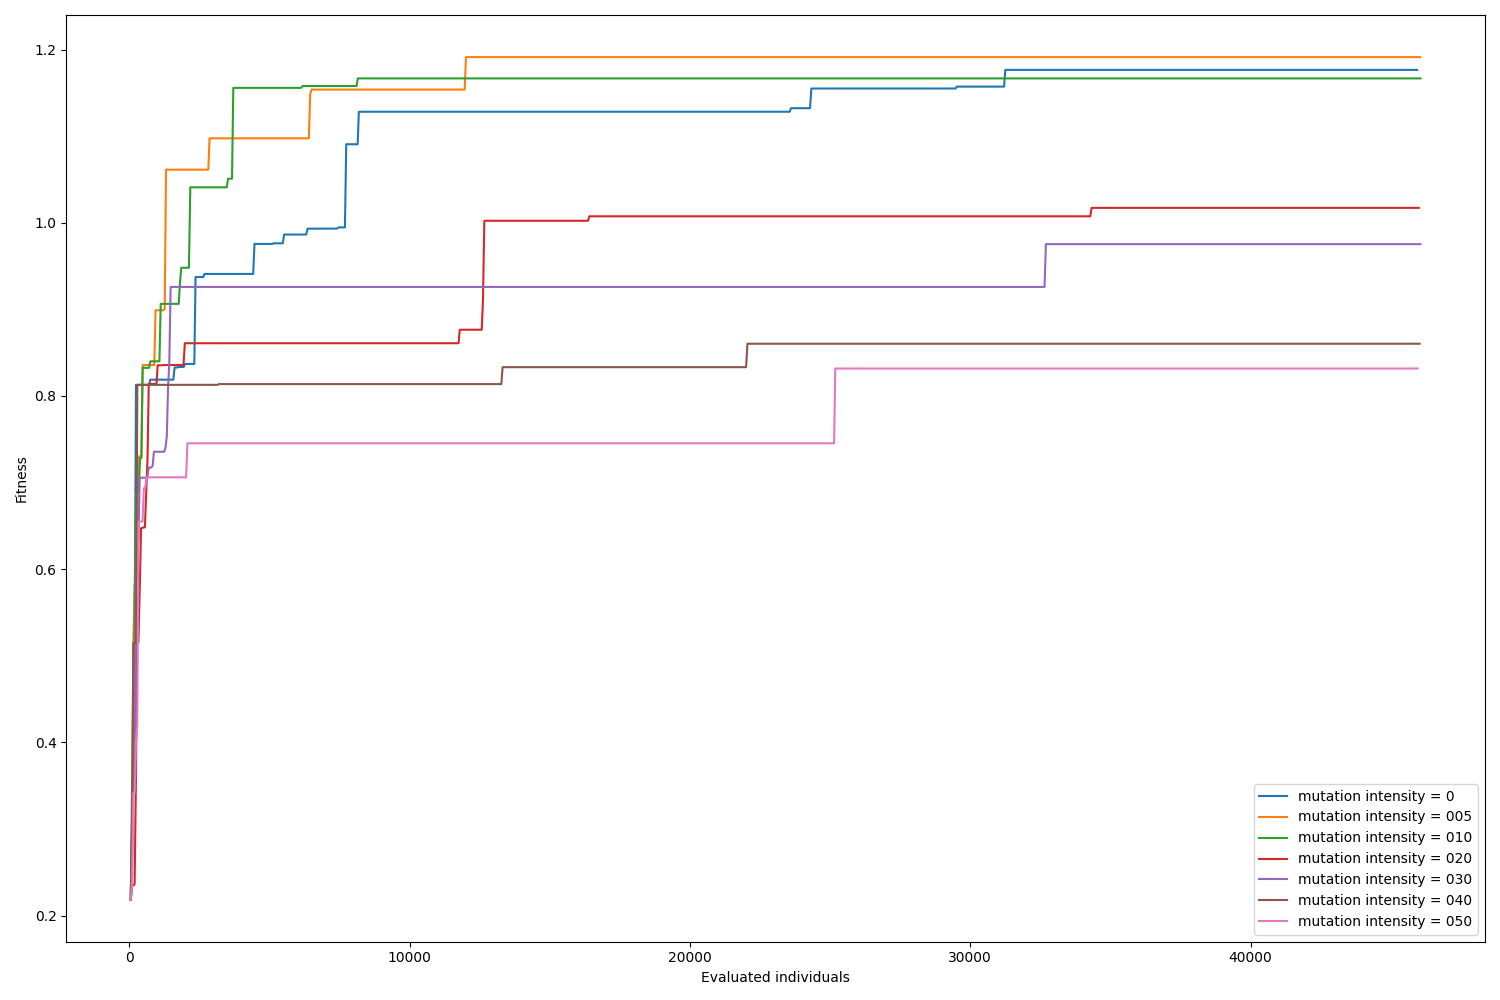 1.2
1.0
0.8
0.6
0.4
0.2
Fitness
0
10000
20000
30000
40000
Evaluated individuals
mutation intensity = 0
mutation intensity = 005
mutation intensity = 010
mutation intensity = 020
mutation intensity = 030
mutation intensity = 040
mutation intensity = 050